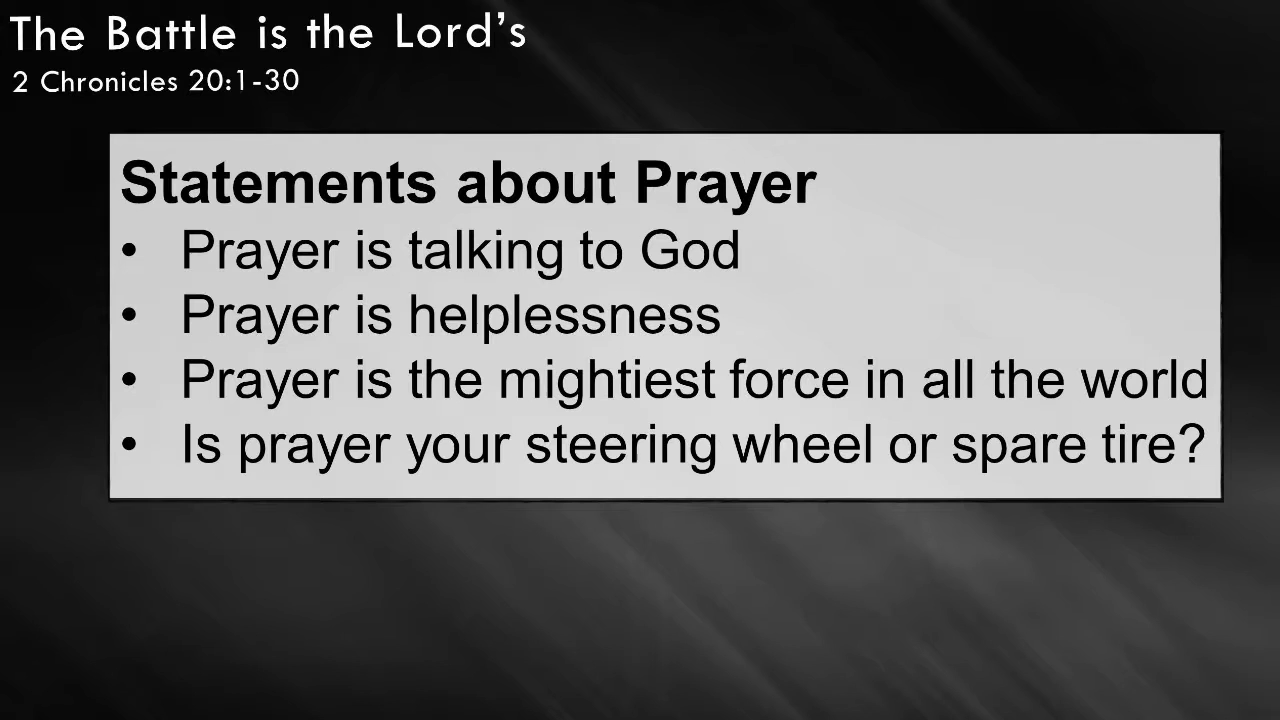 The Battle is the Lord’s
2 Chronicles 20:1-30
Statements about Prayer
• Prayer is talking to God
• Prayer is helplessness
• Prayer is the mightiest force in all the world
• Is prayer your steering wheel or spare tire?